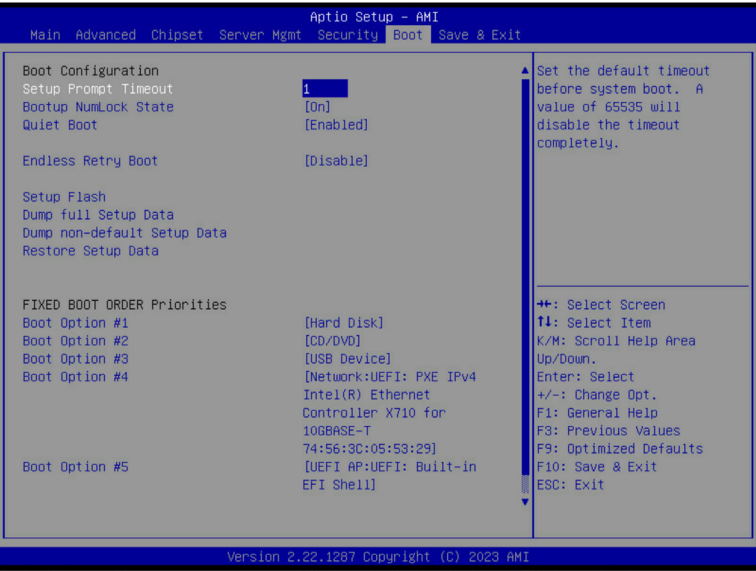 Aptio Setup – AMI
Main Advanced Chipset Server Mgmt Security Boot Save & Exit
Boot Configuration
Setup Prompt Timeout 1
Bootup NumLock State [On]
Quiet Boot [Enabled]
Endless Retry Boot [Disable]
Setup Flash
Dump full Setup Data
Dump non-default Setup Data
Restore Setup Data
FIXED BOOT ORDER Priorities
Boot Option #1 [Hard Disk]
Boot Option #2 [CD/DVD]
Boot Option #3 [USB Device]
Boot Option #4 [Network:UEFI: PXE IPv4
Intel(R) Ethernet
Controller X710 for
10GBASE-T
74:56:3C:05:53:29]
Boot Option #5 [UEFI AP:UEFI: Built-in
EFI Shell]
Set the default timeout
before system boot. A
value of 65535 will
disable the timeout
completely.
→←: Select Screen
↑↓: Select Item
K/M: Scroll Help Area
Up/Down.
Enter: Select
+/-: Change Opt.
F1: General Help
F3: Previous Values
F9: Optimized Defaults
F10: Save & Exit
ESC: Exit
Version 2.22.1287 Copyright (C) 2023 AMI